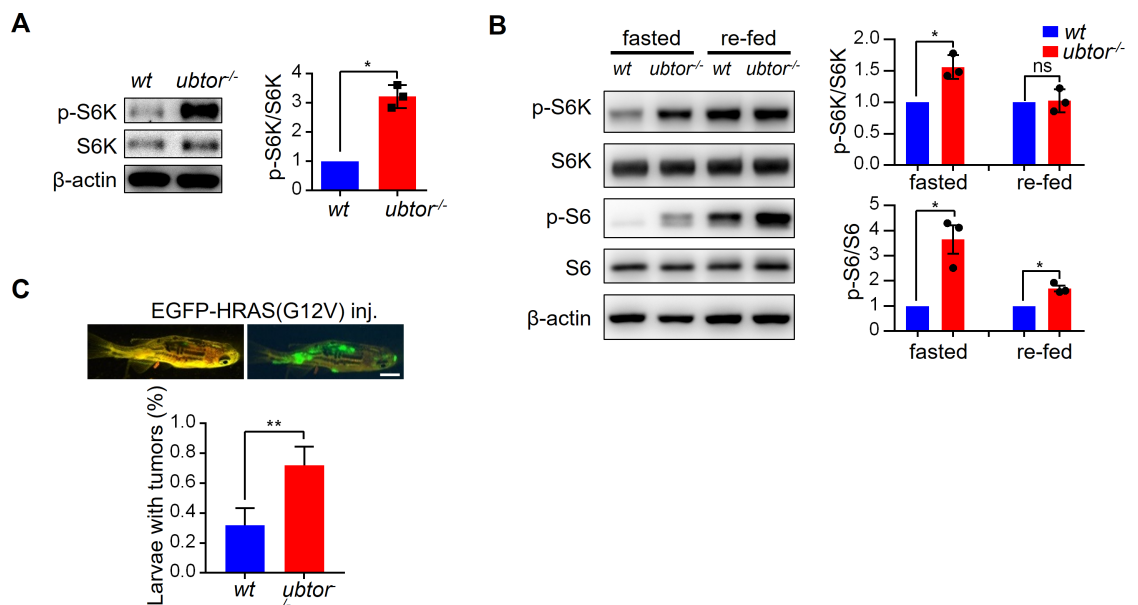 A
wt ubtor-/-
p-S6K
S6K
β-actin
p-S6K/S6K
4
3
2
1
0
*
wt ubtor-/-
B
fasted re-fed
wt ubtor-/- wt ubtor-/-
p-S6K
S6K
p-S6
S6
β-actin
wt
ubtor-/-
p-S6K/S6K
2.0
1.5
1.0
0.5
0.0
*
ns
fasted re-fed
p-S6/S6
5
4
3
2
1
0
*
*
fasted re-fed
C
EGFP-HRAS(G12V) inj.
Larvae with tumors (%)
1.0
0.8
0.6
0.4
0.2
0.0
**
wt ubtor-
/-